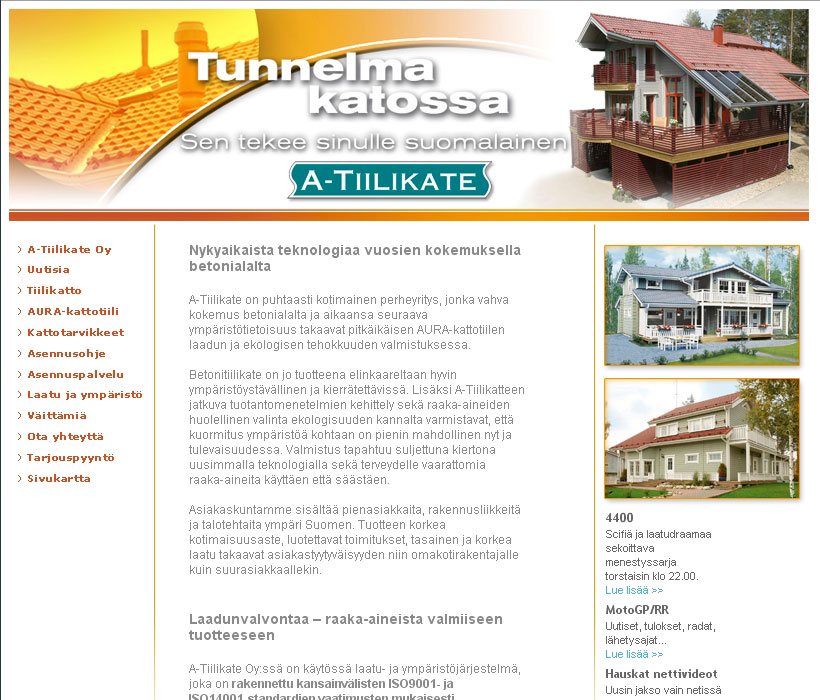 Tunnelma
katossa
Sen tekee sinulle suomalainen
A-TIILIKATE
A-Tiilikate Oy
Uutisia
Tiilikatto
AURA-kattotiili
Kattotarvikkeet
Asennusohje
Asennuspalvelu
Laatu ja ympäristö
Väittämiä
Ota yhteyttä
Tarjouspyyntö
Sivukartta
Nykyaikaista teknologiaa vuosien kokemuksella
betonialalta
A-Tiilikate on puhtaasti kotimainen perheyritys, jonka vahva
kokemus betonialalta ja aikaansa seuraava
ympäristötietoisuus takaavat pitkäikäisen AURA-kattotiilen
laadun ja ekologisen tehokkuuden valmistuksessa.
Betonitiilikate on jo tuotteena elinkaareltaan hyvin
ympäristöystävällinen ja kierrätettävissä. Lisäksi A-Tiilikatteen
jatkuva tuotantomenetelmien kehittely sekä raaka-aineiden
huolellinen valinta ekologisuuden kannalta varmistavat, että
kuormitus ympäristöä kohtaan on pienin mahdollinen nyt ja
tulevaisuudessa. Valmistus tapahtuu suljettuna kiertona
uusimmalla teknologialla sekä terveydelle vaarattomia
raaka-aineita käyttäen että säästäen.
Asiakaskuntamme sisältää pienasiakkaita, rakennusliikkeitä
ja talotehtaita ympäri Suomen. Tuotteen korkea
kotimaisuusaste, luotettavat toimitukset, tasainen ja korkea
laatu takaavat asiakastyytyväisyyden niin omakotirakentajalle
kuin suurasiakkaallekin.
Laadunvalvontaa – raaka-aineista valmiiseen
tuotteeseen
A-Tiilikate Oy:ssä on käytössä laatu- ja ympäristöjärjestelmä,
joka on rakennettu kansainvälisten ISO9001- ja
ISO14001 standardien vaatimusten mukaisesti
4400
Scifiä ja laatudraamaa
sekoittava
menestyssarja
torstaisin klo 22.00.
Lue lisää >>
MotoGP/RR
Uutiset, tulokset, radat,
lähetysajat...
Lue lisää >>
Hauskat nettivideot
Uusin jakso vain netissä